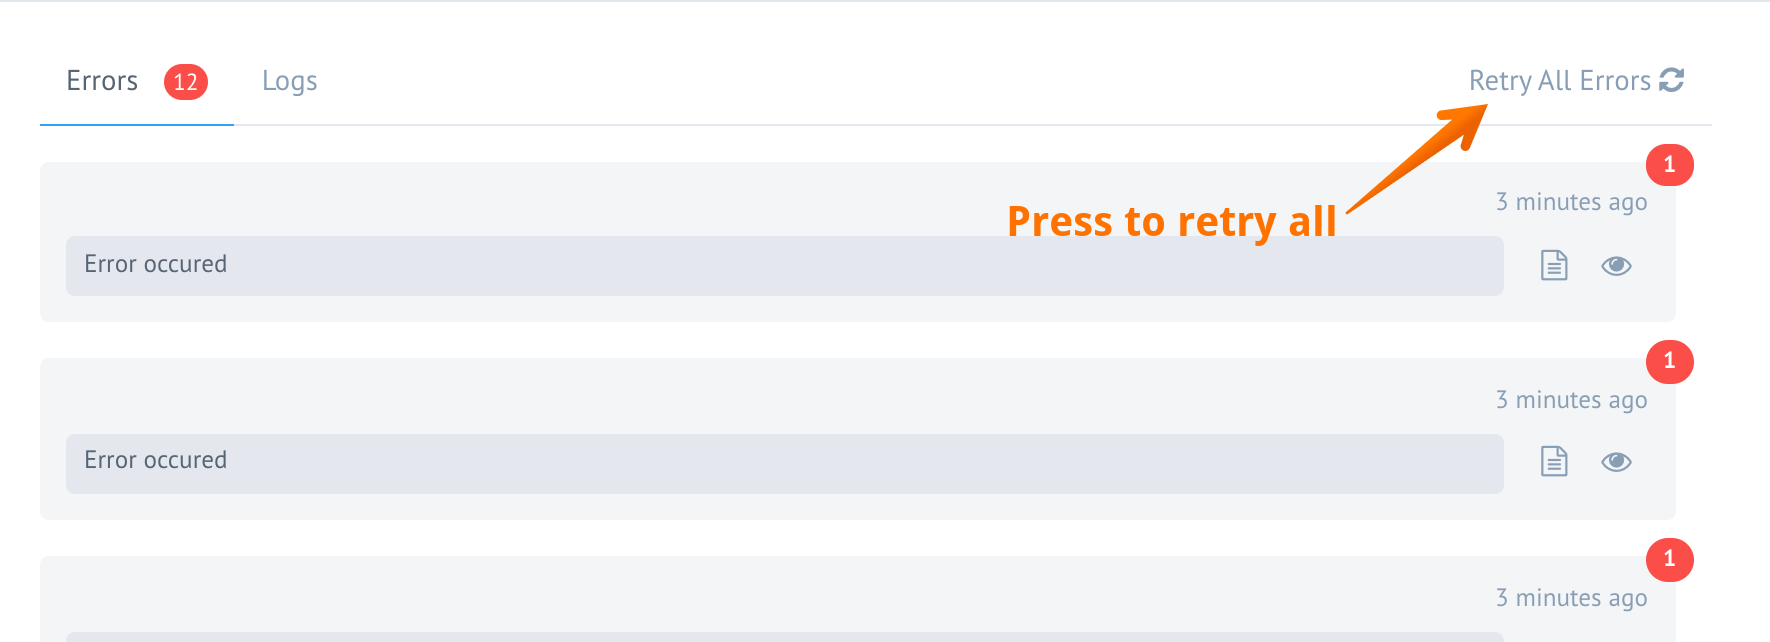 Errors 12 Logs Retry All Errors
1
3 minutes ago
Press to retry all
Error occured
1
3 minutes ago
Error occured
1
3 minutes ago